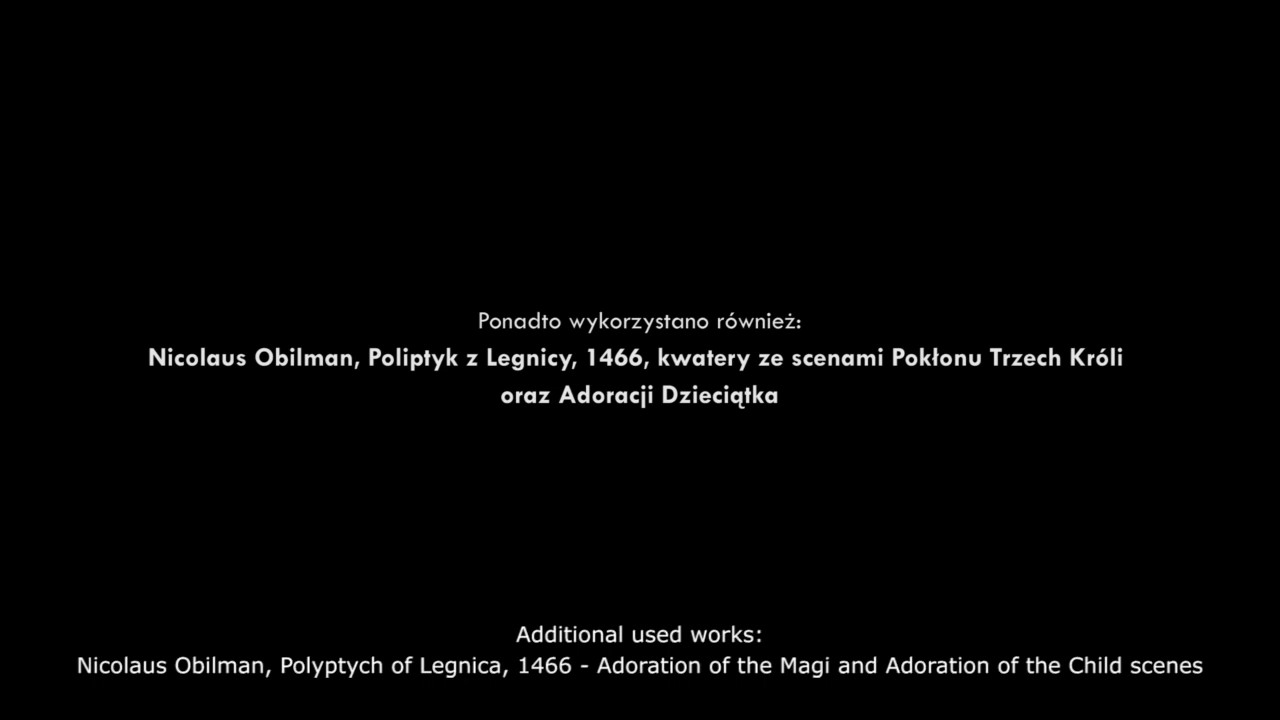 Ponadto wykorzystano również:
Nicolaus Obilman, Poliptyk z Legnicy, 1466, kwatery ze scenami Pokłonu Trzech Króli
oraz Adoracji Dzieciątka
Additional used works:
Nicolaus Obilman, Polyptych of Legnica, 1466 - Adoration of the Magi and Adoration of the Child scenes